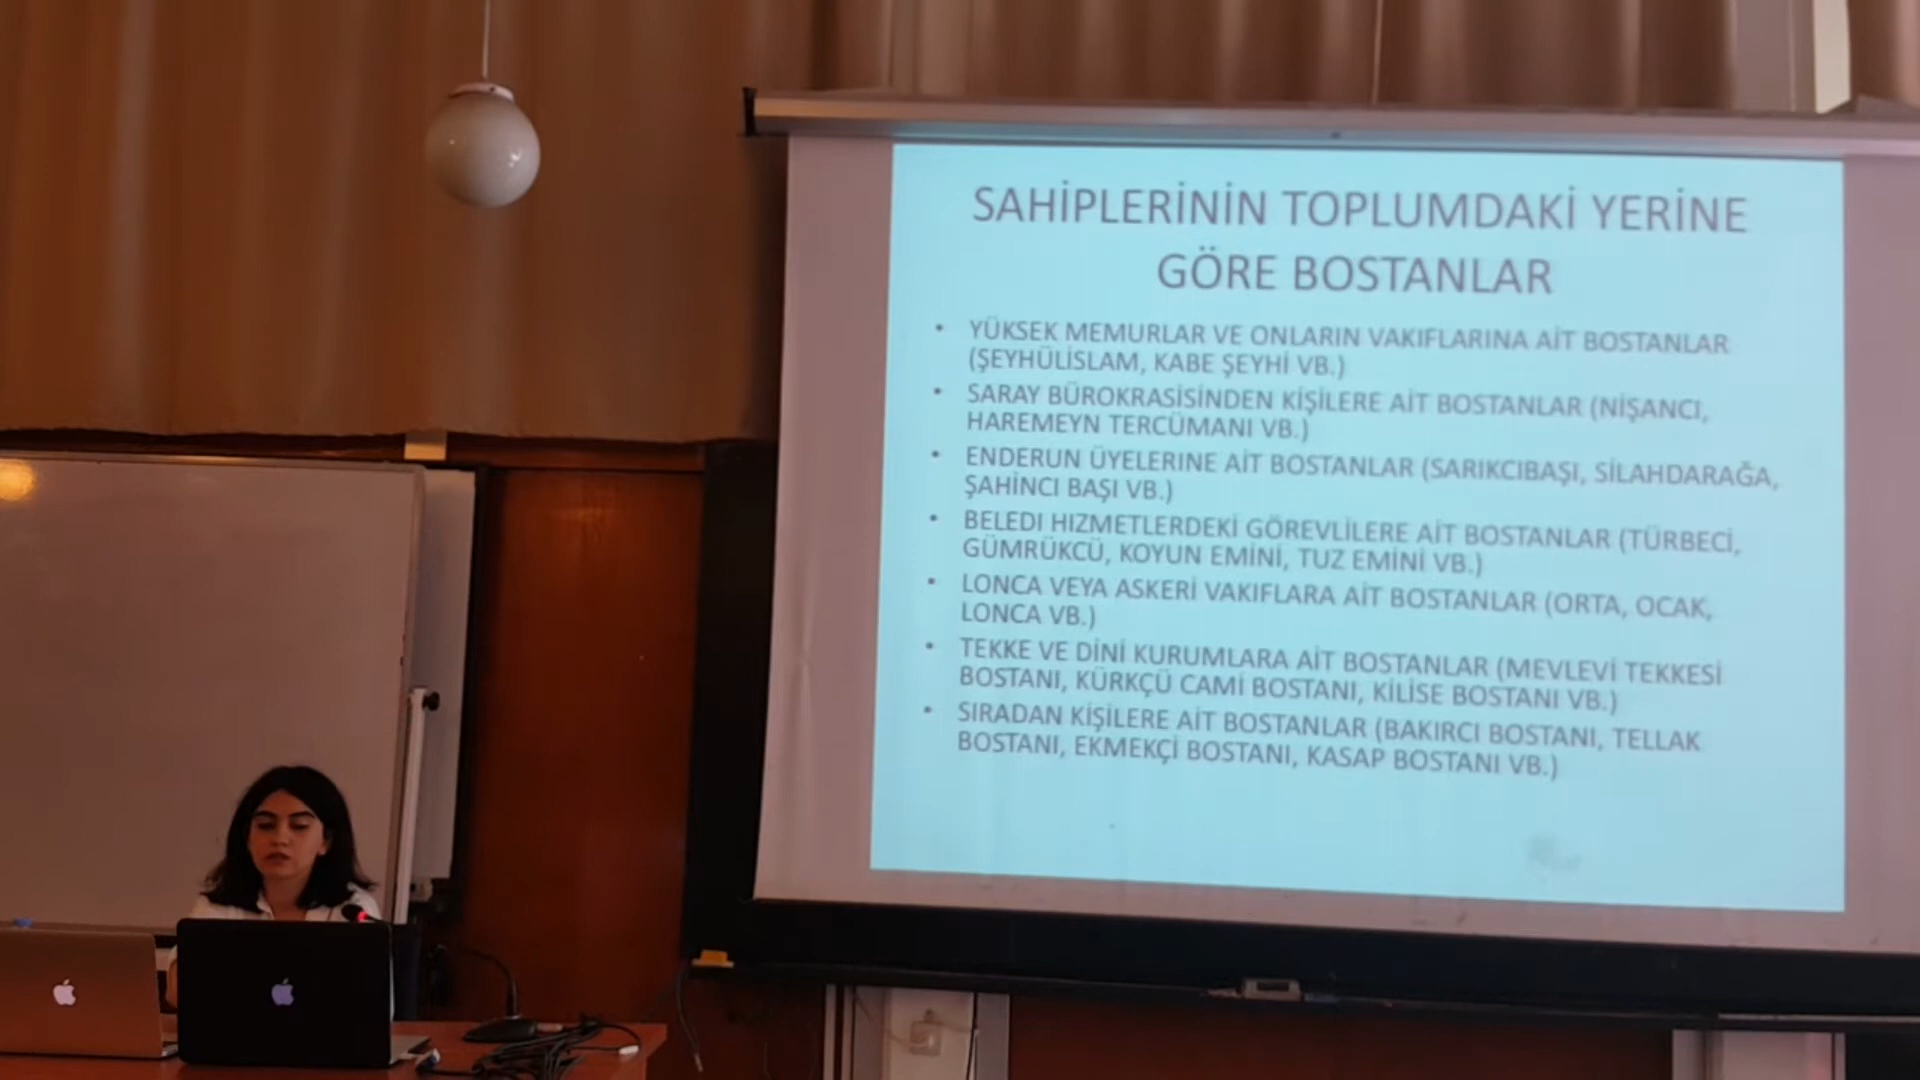 SAHİPLERİNİN TOPLUMDAKİ YERİNE
GÖRE BOSTANLAR
• YÜKSEK MEMURLAR VE ONLARIN VAKIFLARINA AİT BOSTANLAR
(ŞEYHÜLİSLAM, KABE ŞEYHİ VB.)
• SARAY BÜROKRASİSİNDEN KİŞİLERE AİT BOSTANLAR (NİŞANCI,
HAREMEYN TERCÜMANI VB.)
• ENDERUN ÜYELERINE AİT BOSTANLAR (SARIKCIBAŞI, SİLAHDARAĞA,
ŞAHİNCI BAŞI VB.)
• BELEDI HIZMETLERDEKİ GÖREVLİLERE AİT BOSTANLAR (TÜRBECİ,
GÜMRÜKCÜ, KOYUN EMİNİ, TUZ EMİNİ VB.)
• LONCA VEYA ASKERİ VAKIFLARA AİT BOSTANLAR (ORTA, OCAK,
LONCA VB.)
• TEKKE VE DİNİ KURUMLARA AİT BOSTANLAR (MEVLEVİ TEKKESİ
BOSTANI, KÜRKÇÜ CAMİ BOSTANI, KİLİSE BOSTANI VB.)
• SIRADAN KİŞİLERE AİT BOSTANLAR (BAKIRCI BOSTANI, TELLAK
BOSTANI, EKMEKÇİ BOSTANI, KASAP BOSTANI VB.)